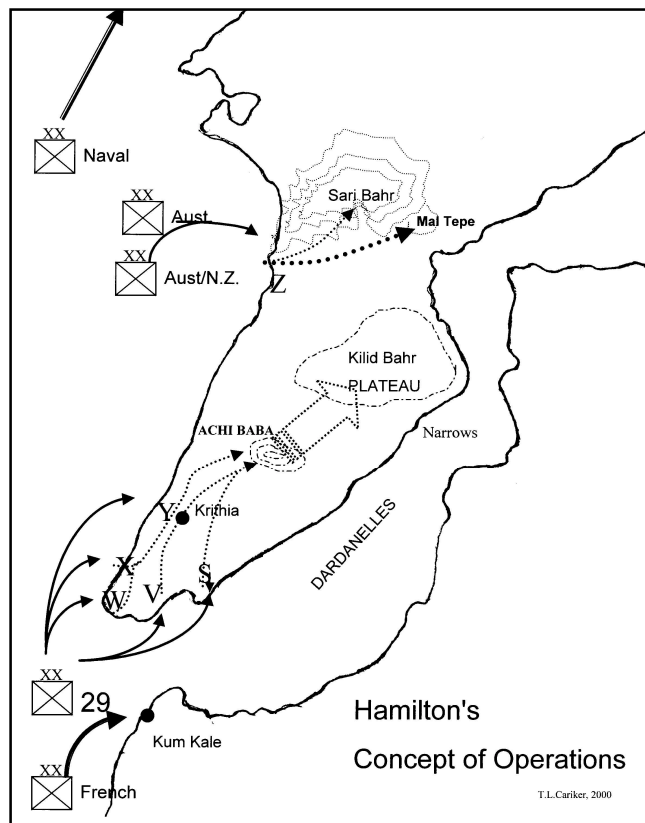 XX
Naval
XX
Aust.
XX
Aust/N.Z.
Sari Bahr
Mal Tepe
Z
Kilid Bahr
PLATEAU
ACHI BABA
Narrows
Y
Krithia
DARDANELLES
X
S
W
V
XX
29
Kum Kale
XX
French
Hamilton's
Concept of Operations
T.L.Cariker, 2000